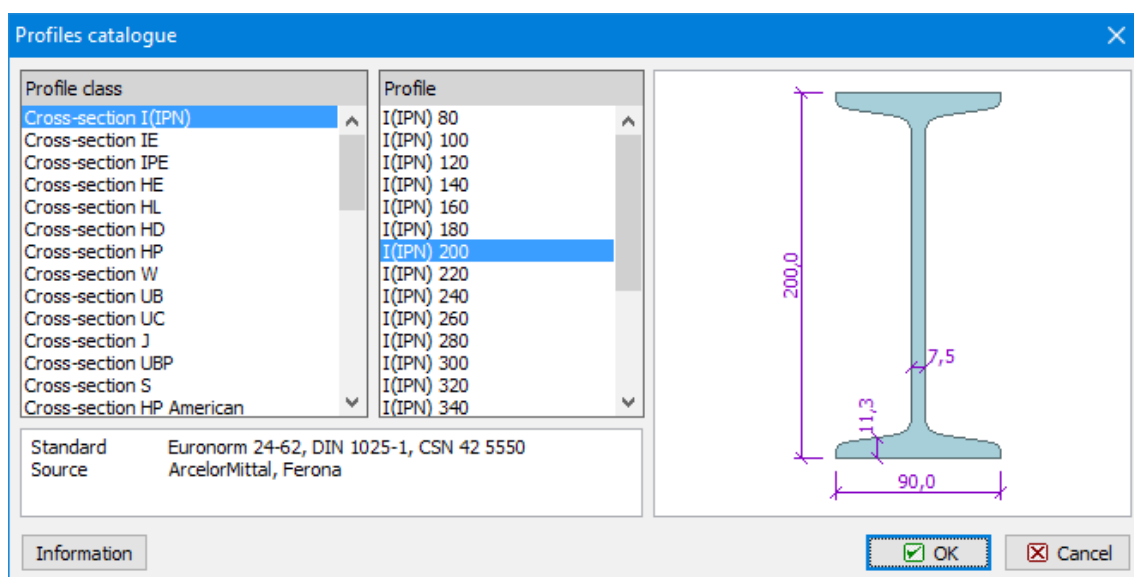 Profiles catalogue
Profile class
Cross-section I(IPN)
Cross-section IE
Cross-section IPE
Cross-section HE
Cross-section HL
Cross-section HD
Cross-section HP
Cross-section W
Cross-section UB
Cross-section UC
Cross-section J
Cross-section UBP
Cross-section S
Cross-section HP American
Profile
I(IPN) 80
I(IPN) 100
I(IPN) 120
I(IPN) 140
I(IPN) 160
I(IPN) 180
I(IPN) 200
I(IPN) 220
I(IPN) 240
I(IPN) 260
I(IPN) 280
I(IPN) 300
I(IPN) 320
I(IPN) 340
200,0
7,5
11,3
90,0
Standard Euronorm 24-62, DIN 1025-1, CSN 42 5550
Source ArcelorMittal, Ferona
Information
OK
Cancel